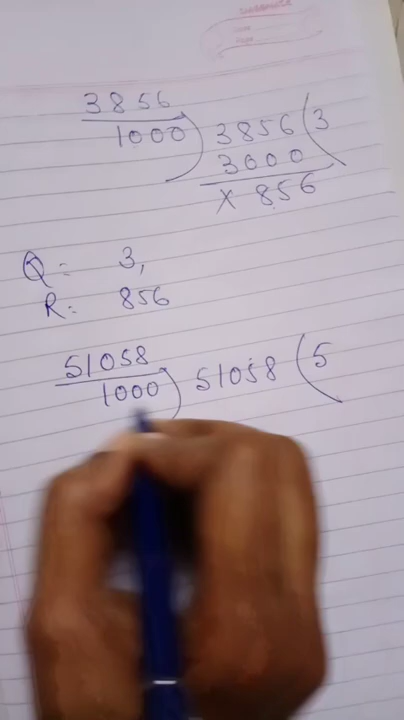 3856
1000 ) 3856 ( 3
3000
× 856
Q = 3,
R: 856
51058
1000 ) 51058 ( 5